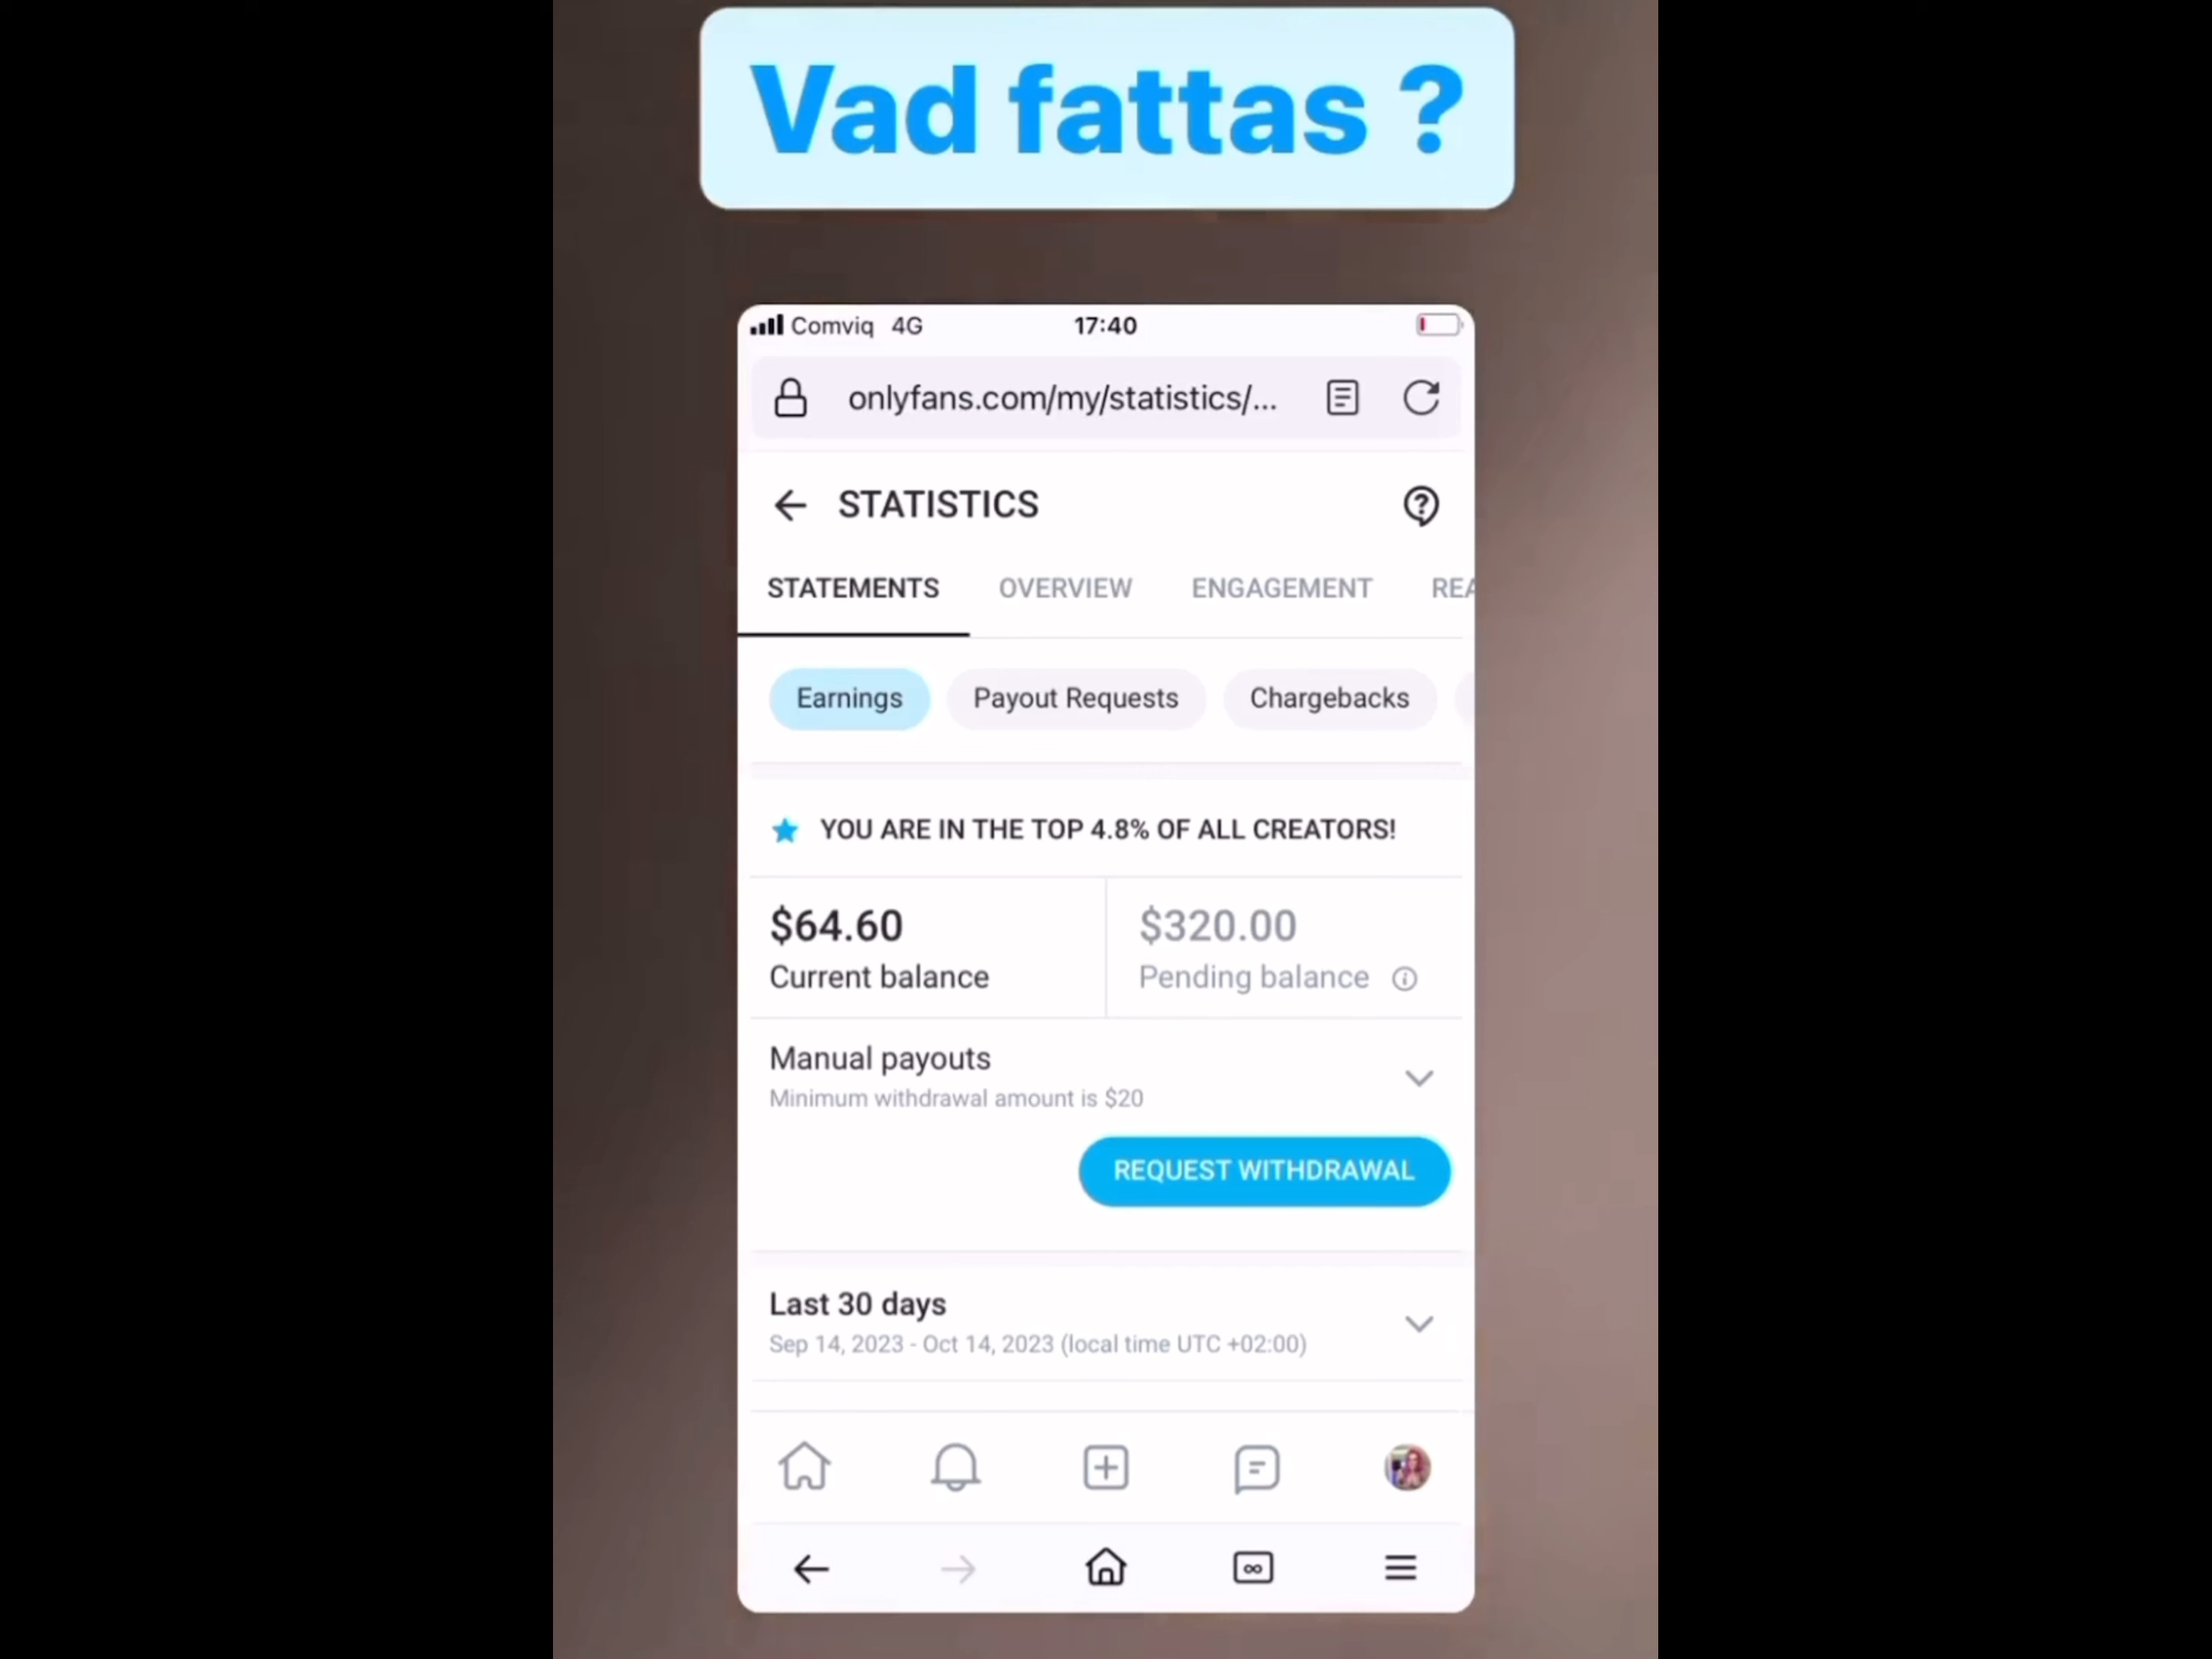 Vad fattas ?
Comviq 4G 17:40
onlyfans.com/my/statistics/...
STATISTICS
STATEMENTS OVERVIEW ENGAGEMENT REA
Earnings Payout Requests Chargebacks
YOU ARE IN THE TOP 4.8% OF ALL CREATORS!
$64.60 $320.00
Current balance Pending balance
Manual payouts
Minimum withdrawal amount is $20
REQUEST WITHDRAWAL
Last 30 days
Sep 14, 2023 - Oct 14, 2023 (local time UTC +02:00)